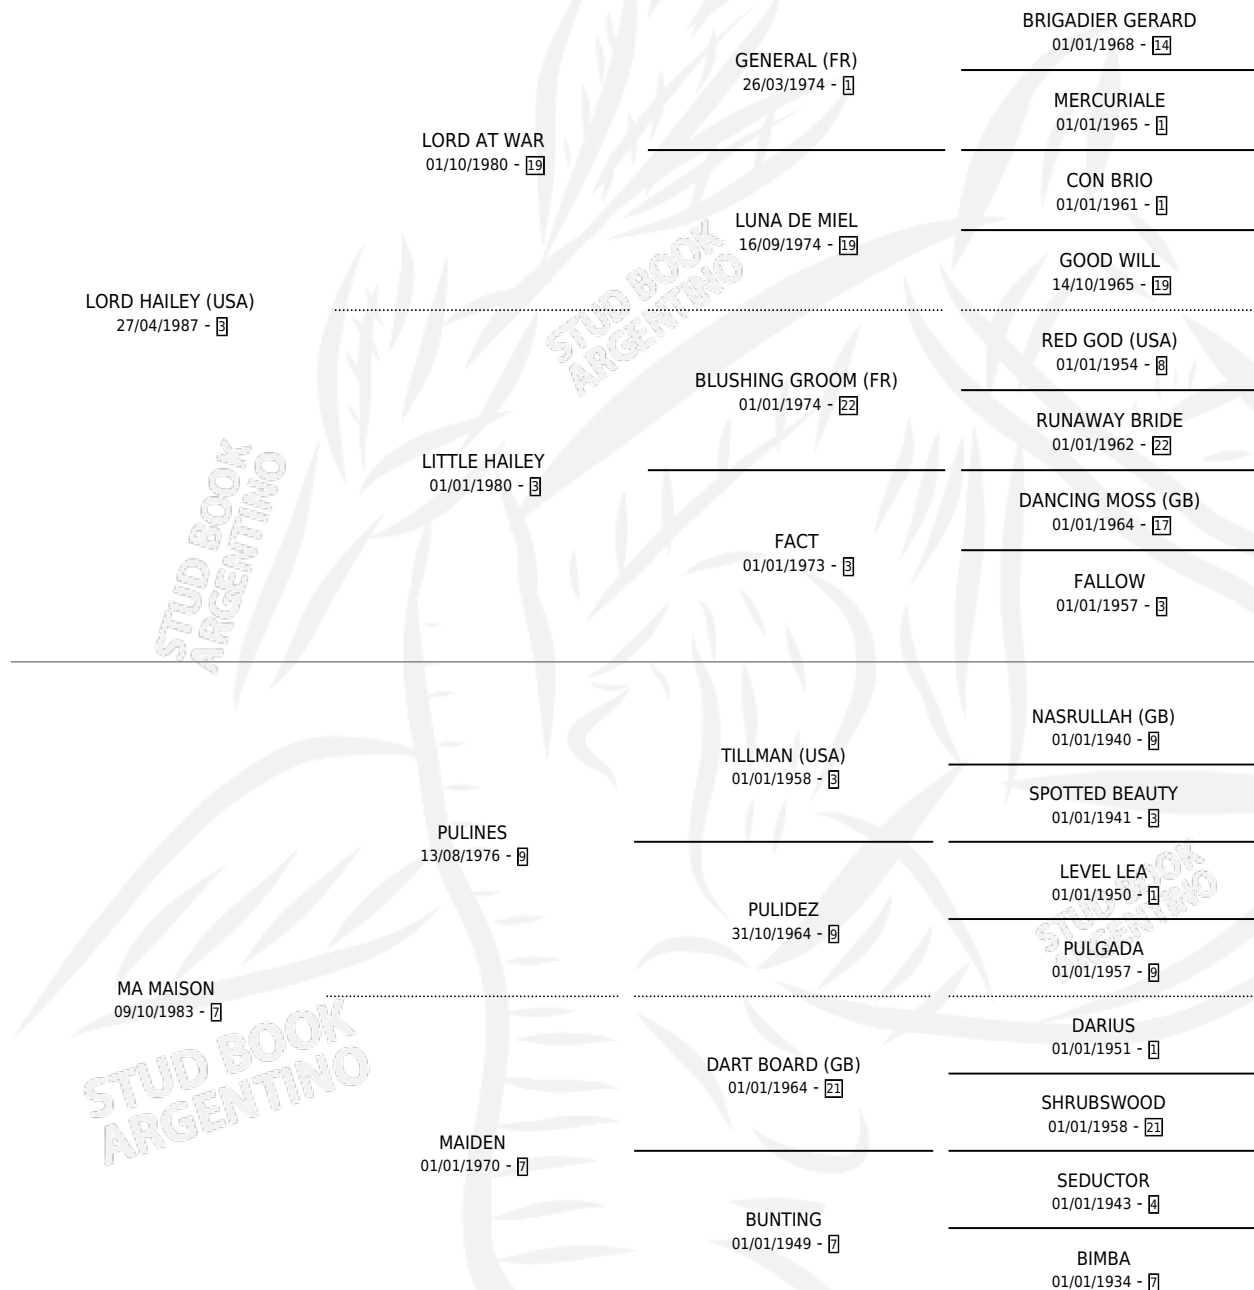 BRIGADIER GERARD
01/01/1968 - 14
GENERAL (FR)
26/03/1974 - 1
MERCURIALE
01/01/1965 - 1
LORD AT WAR
01/10/1980 - 19
CON BRIO
01/01/1961 - 1
LUNA DE MIEL
16/09/1974 - 19
GOOD WILL
14/10/1965 - 19
LORD HAILEY (USA)
27/04/1987 - 3
RED GOD (USA)
01/01/1954 - 8
BLUSHING GROOM (FR)
01/01/1974 - 22
RUNAWAY BRIDE
01/01/1962 - 22
LITTLE HAILEY
01/01/1980 - 3
DANCING MOSS (GB)
01/01/1964 - 17
FACT
01/01/1973 - 3
FALLOW
01/01/1957 - 3
NASRULLAH (GB)
01/01/1940 - 9
TILLMAN (USA)
01/01/1958 - 3
SPOTTED BEAUTY
01/01/1941 - 3
PULINES
13/08/1976 - 9
LEVEL LEA
01/01/1950 - 1
PULIDEZ
31/10/1964 - 9
PULGADA
01/01/1957 - 9
MA MAISON
09/10/1983 - 7
DARIUS
01/01/1951 - 1
DART BOARD (GB)
01/01/1964 - 21
SHRUBSWOOD
01/01/1958 - 21
MAIDEN
01/01/1970 - 7
SEDUCTOR
01/01/1943 - 4
BUNTING
01/01/1949 - 7
BIMBA
01/01/1934 - 7
STUD BOOK
ARGENTINO
STUD BOOK
ARGENTINO
STUD BOOK
ARGENTINO
STUD BOOK
ARGENTINO